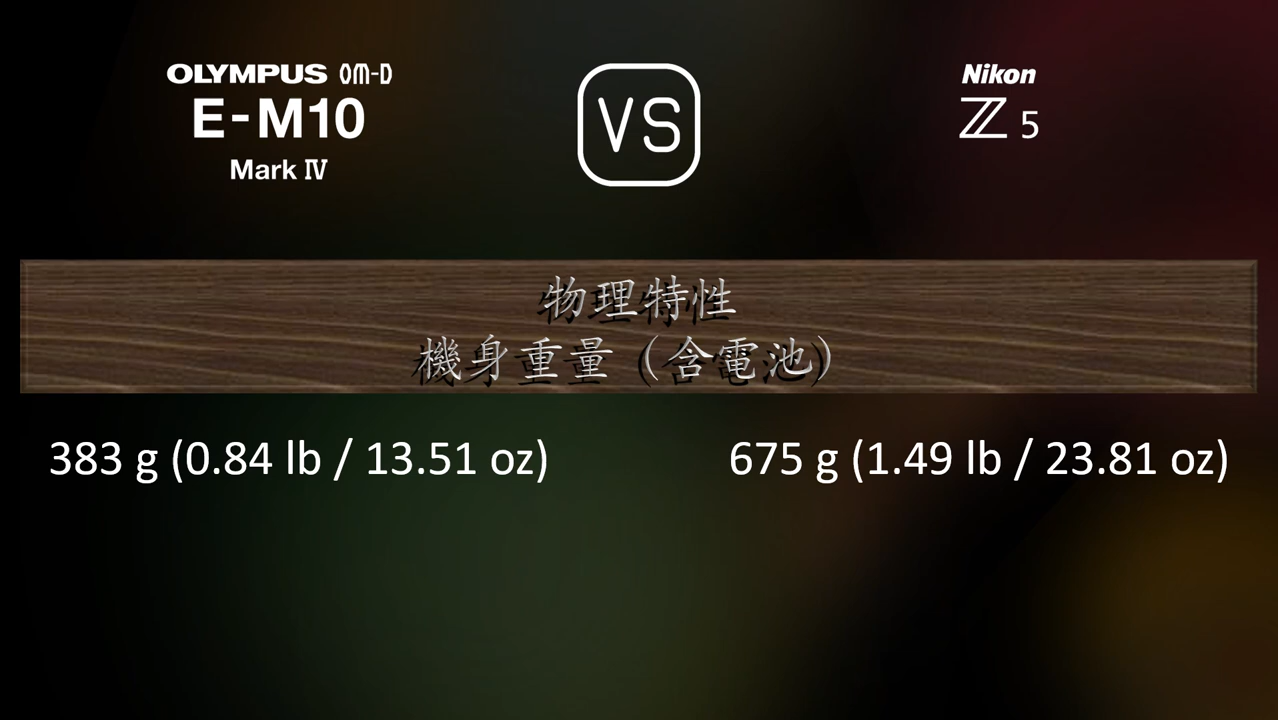 OLYMPUS OM-D
E-M10
Mark IV
VS
Nikon
Z 5
物理特性
機身重量（含電池）
383 g (0.84 lb / 13.51 oz)
675 g (1.49 lb / 23.81 oz)